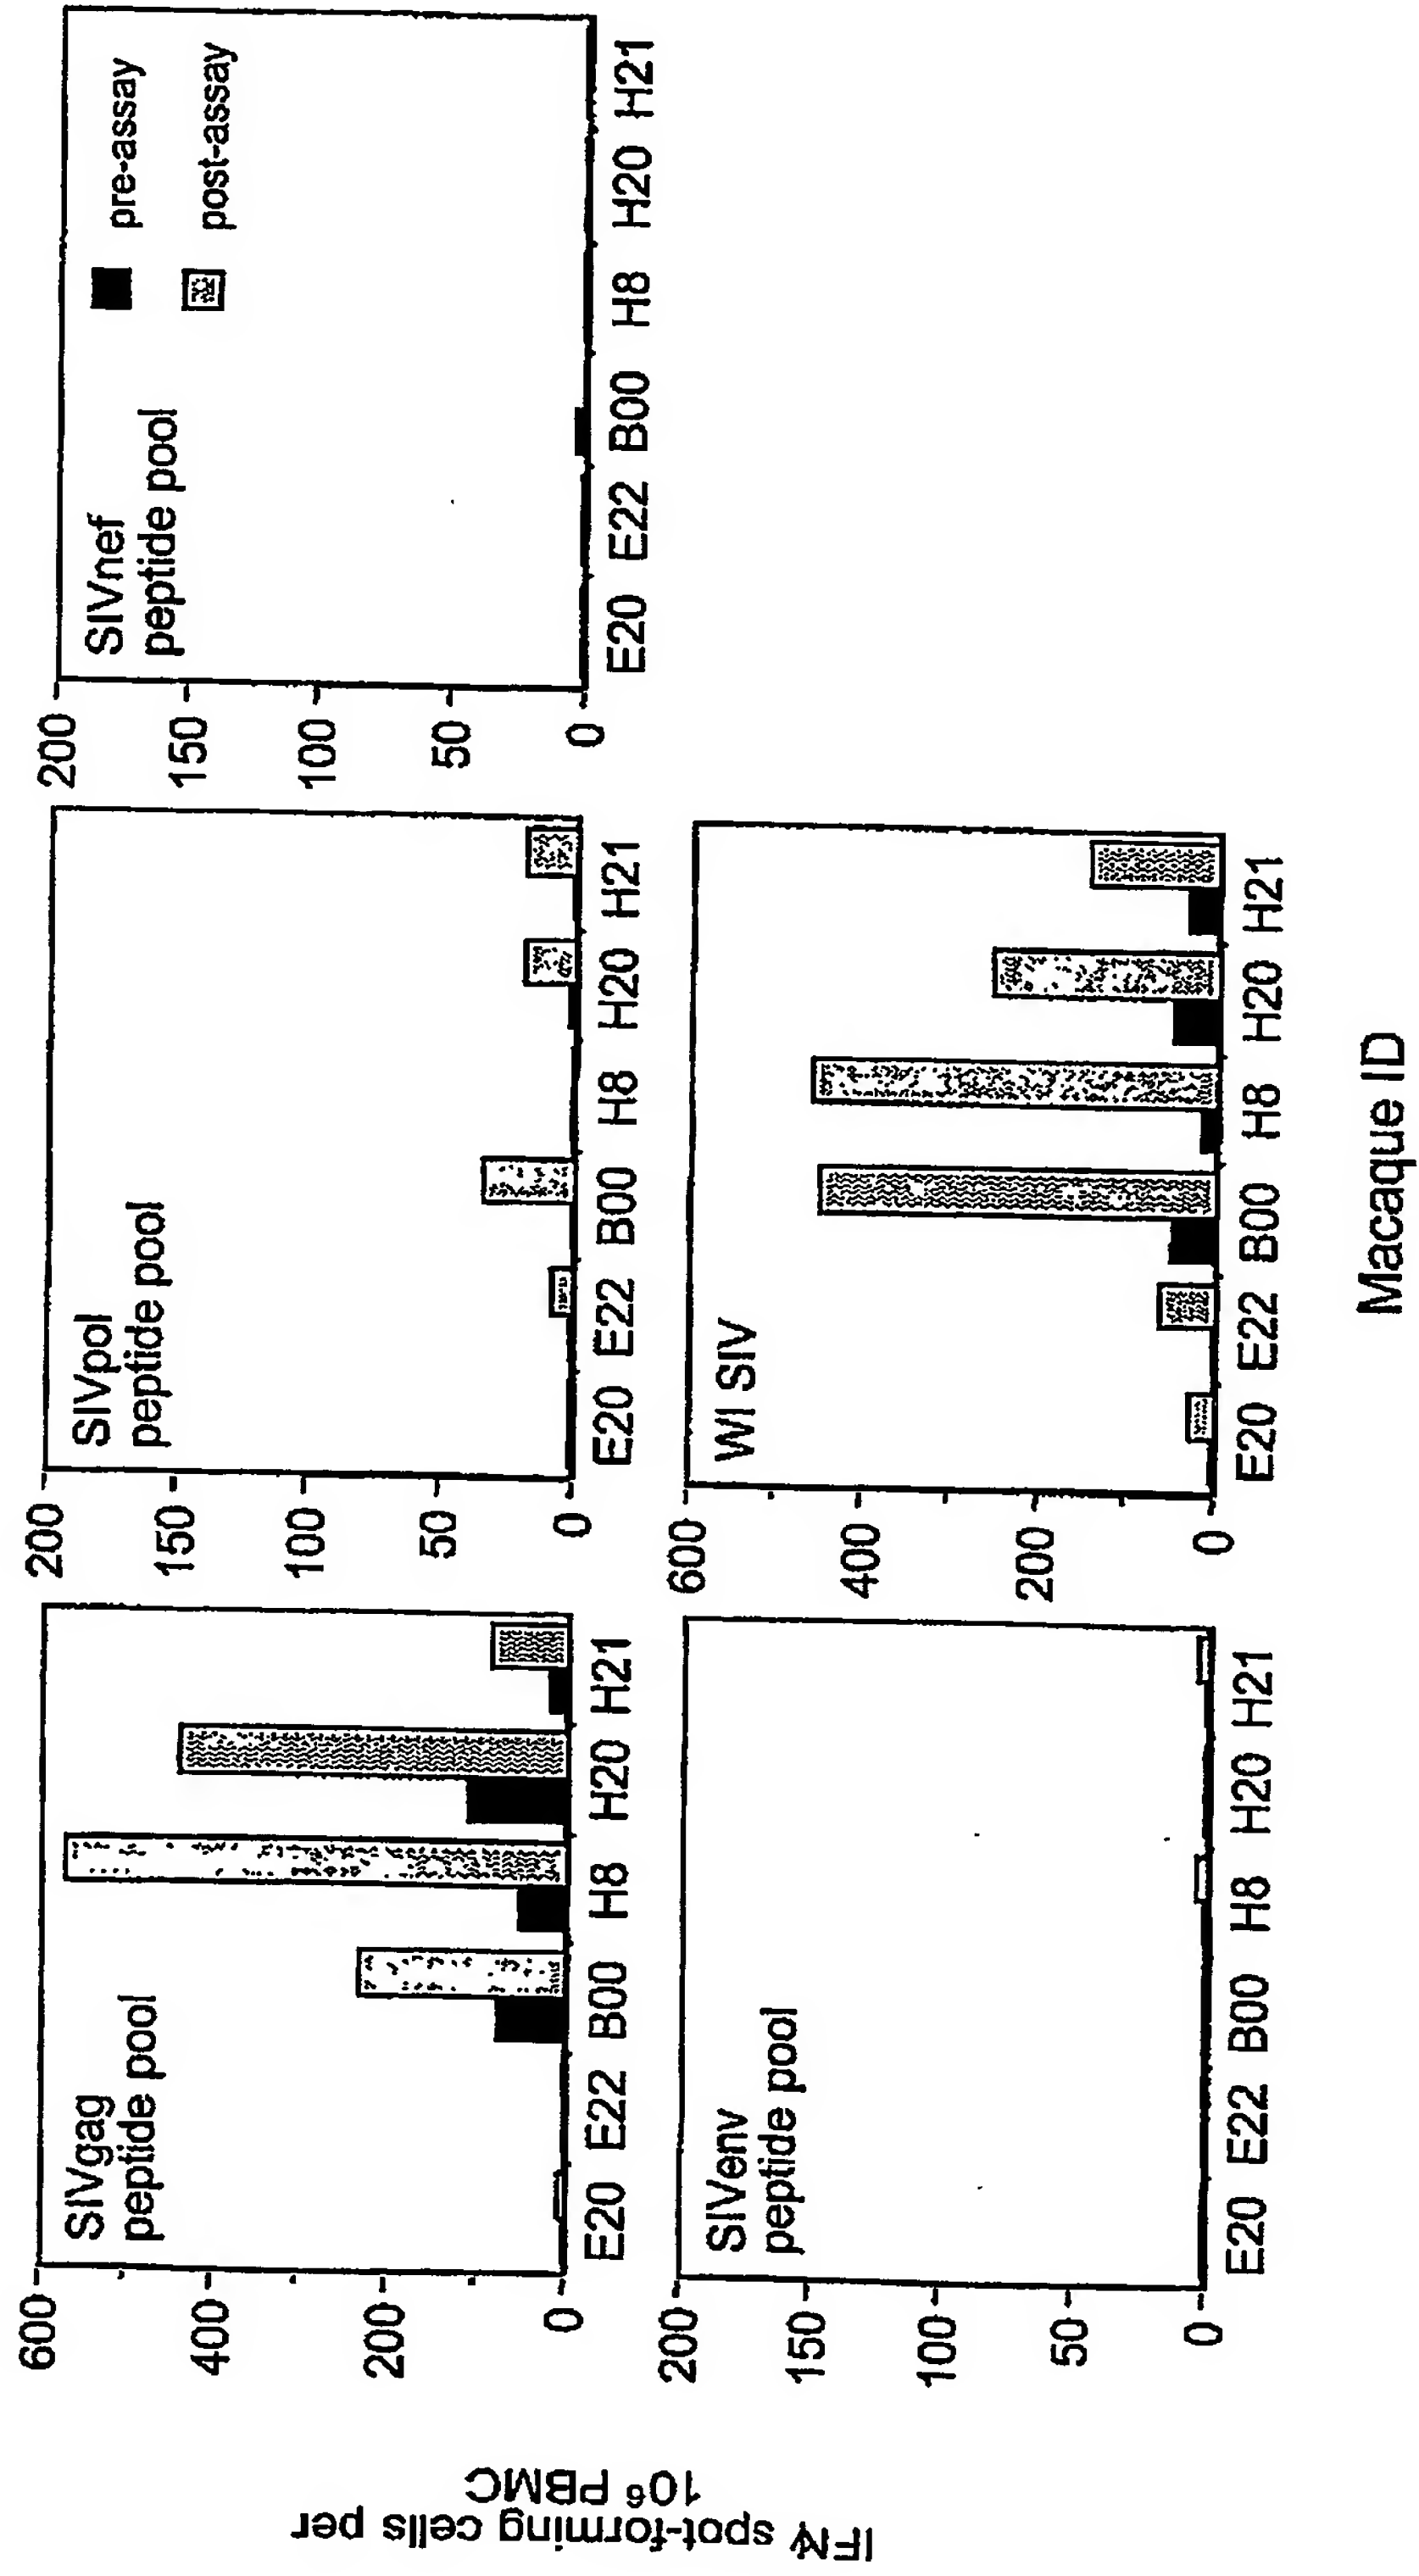 IFNγ spot-forming cells per
10⁶ PBMC
600
400
200
0
SIVgag
peptide pool
E20 E22 B00 H8 H20 H21
200
150
100
50
0
SIVpol
peptide pool
E20 E22 B00 H8 H20 H21
200
150
100
50
0
SIVnef
peptide pool
pre-assay
post-assay
E20 E22 B00 H8 H20 H21
200
150
100
50
0
SIVenv
peptide pool
E20 E22 B00 H8 H20 H21
600
400
200
0
WI SIV
E20 E22 B00 H8 H20 H21
Macaque ID